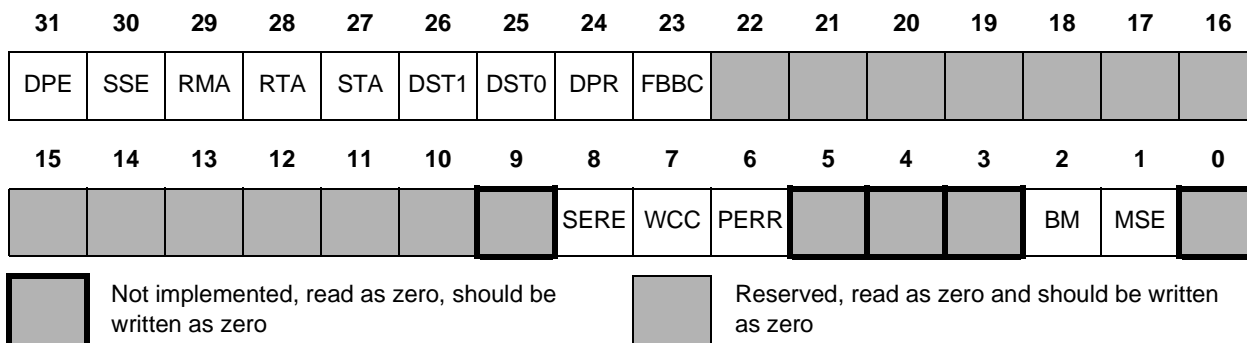 31 30 29 28 27 26 25 24 23 22 21 20 19 18 17 16
DPE SSE RMA RTA STA DST1 DST0 DPR FBBC
15 14 13 12 11 10 9 8 7 6 5 4 3 2 1 0
SERE WCC PERR BM MSE
Not implemented, read as zero, should be
written as zero
Reserved, read as zero and should be written
as zero